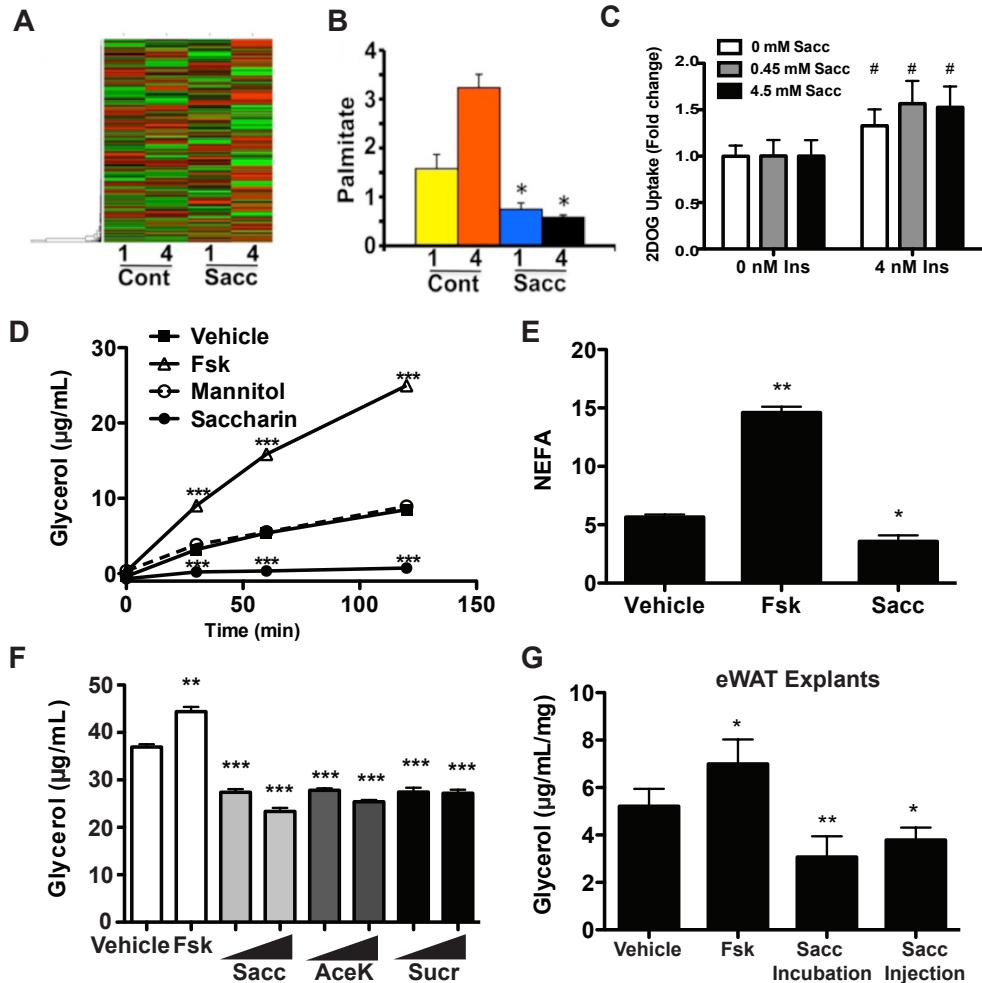 A
1 4 1 4
Cont Sacc
B
Palmitate
4
3
2
1
0
* *
1 4 1 4
Cont Sacc
C
0 mM Sacc
0.45 mM Sacc
4.5 mM Sacc
2DOG Uptake (Fold change)
2.0
1.5
1.0
0.5
0.0
# # #
0 nM Ins 4 nM Ins
D
Vehicle
Fsk
Mannitol
Saccharin
Glycerol (µg/mL)
30
20
10
0
*** *** ***
*** *** ***
0 50 100 150
Time (min)
E
NEFA
20
15
10
5
0
** *
Vehicle Fsk Sacc
F
Glycerol (µg/mL)
50
40
30
20
10
0
** *** *** *** *** *** ***
Vehicle Fsk
Sacc AceK Sucr
G
eWAT Explants
Glycerol (µg/mL/mg)
10
8
6
4
2
0
* ** *
Vehicle Fsk Sacc Sacc
Incubation Injection